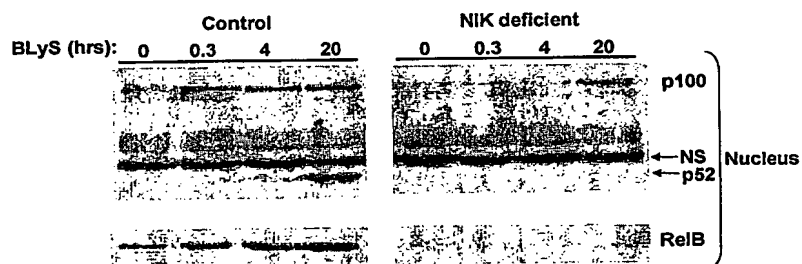 Control
NIK deficient
BLyS (hrs): 0 0.3 4 20
0 0.3 4 20
p100
NS
Nucleus
p52
RelB